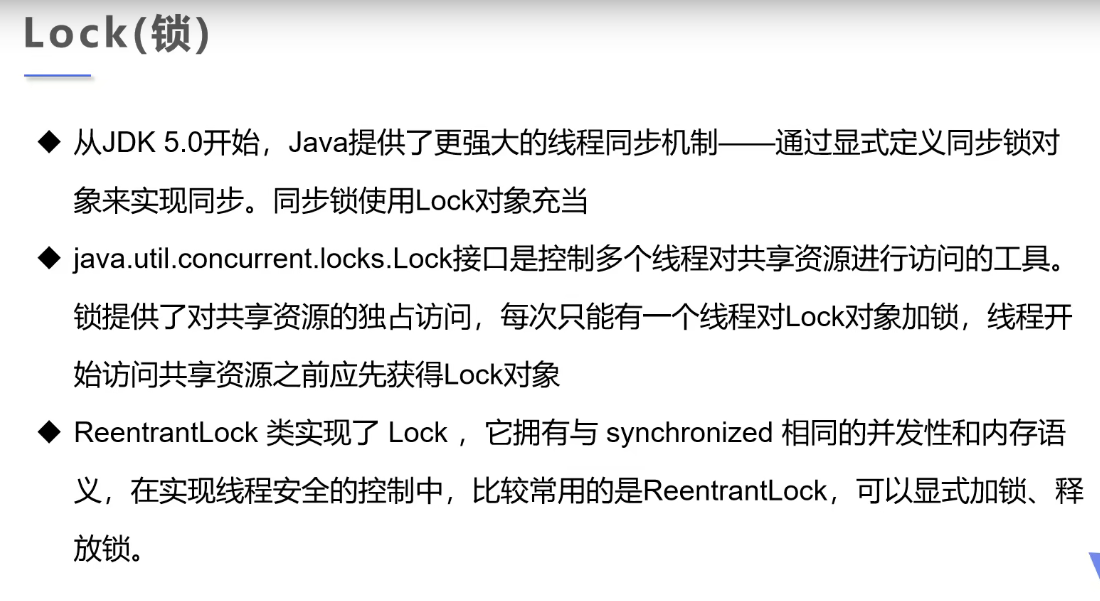 Lock(锁)
◆ 从JDK 5.0开始，Java提供了更强大的线程同步机制——通过显式定义同步锁对
象来实现同步。同步锁使用Lock对象充当
◆ java.util.concurrent.locks.Lock接口是控制多个线程对共享资源进行访问的工具。
锁提供了对共享资源的独占访问，每次只能有一个线程对Lock对象加锁，线程开
始访问共享资源之前应先获得Lock对象
◆ ReentrantLock 类实现了 Lock ，它拥有与 synchronized 相同的并发性和内存语
义，在实现线程安全的控制中，比较常用的是ReentrantLock，可以显式加锁、释
放锁。